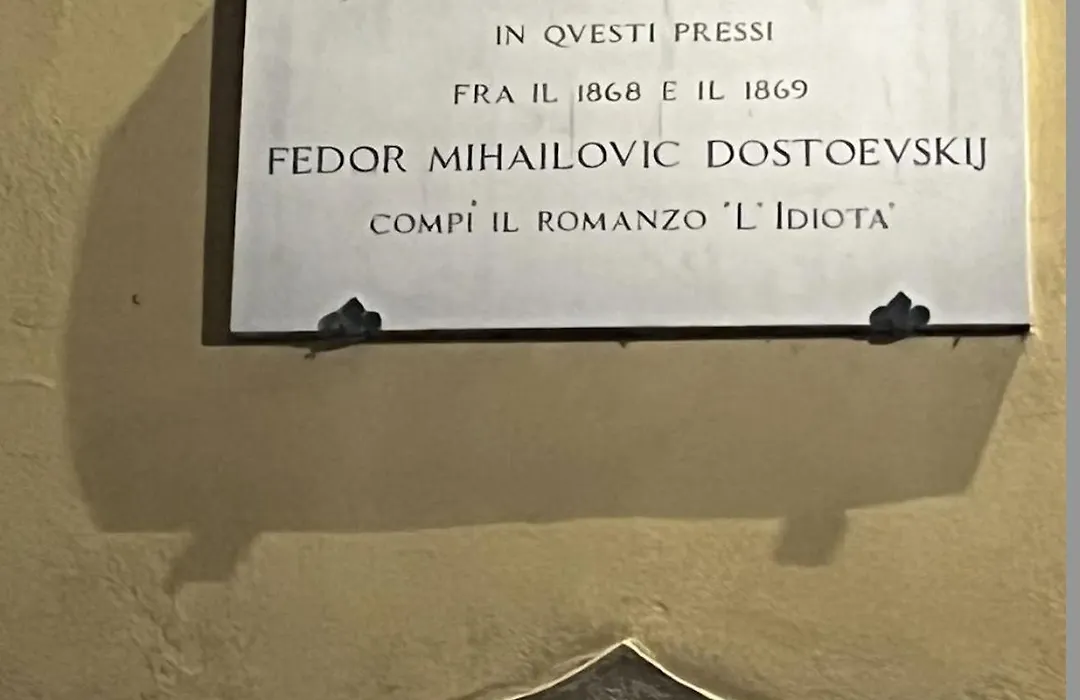 IN QVESTI PRESSI
FRA IL 1868 E IL 1869
FEDOR MIHAILOVIC DOSTOEVSKIJ
COMPÌ IL ROMANZO "L'IDIOTA"